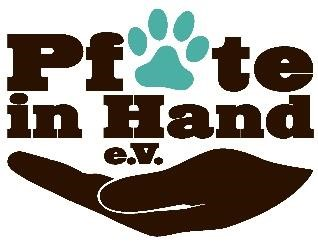 Pfote
in Hand
e.V.